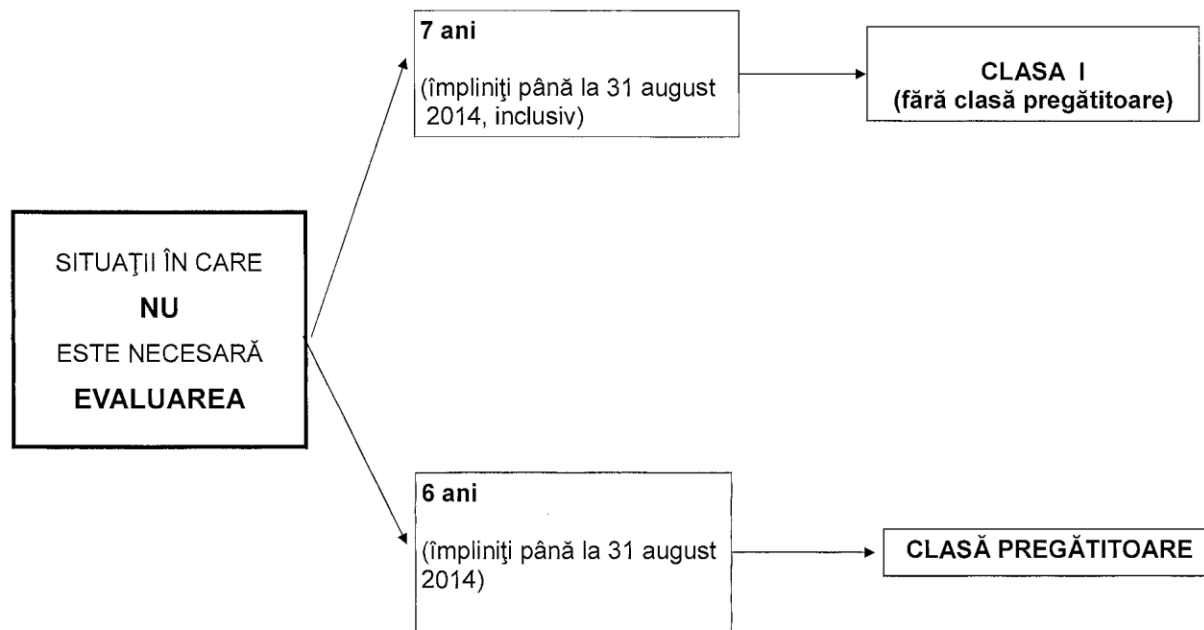 7 ani
(împliniţi până la 31 august
2014, inclusiv)
CLASA I
(fără clasă pregătitoare)
SITUAŢII ÎN CARE
NU
ESTE NECESARĂ
EVALUAREA
6 ani
(împliniţi până la 31 august
2014)
CLASĂ PREGĂTITOARE